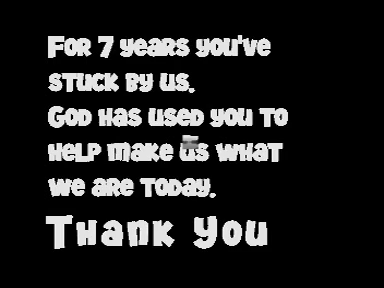 For 7 years you've
stuck by us.
God has used you to
help make us what
we are today.
Thank You